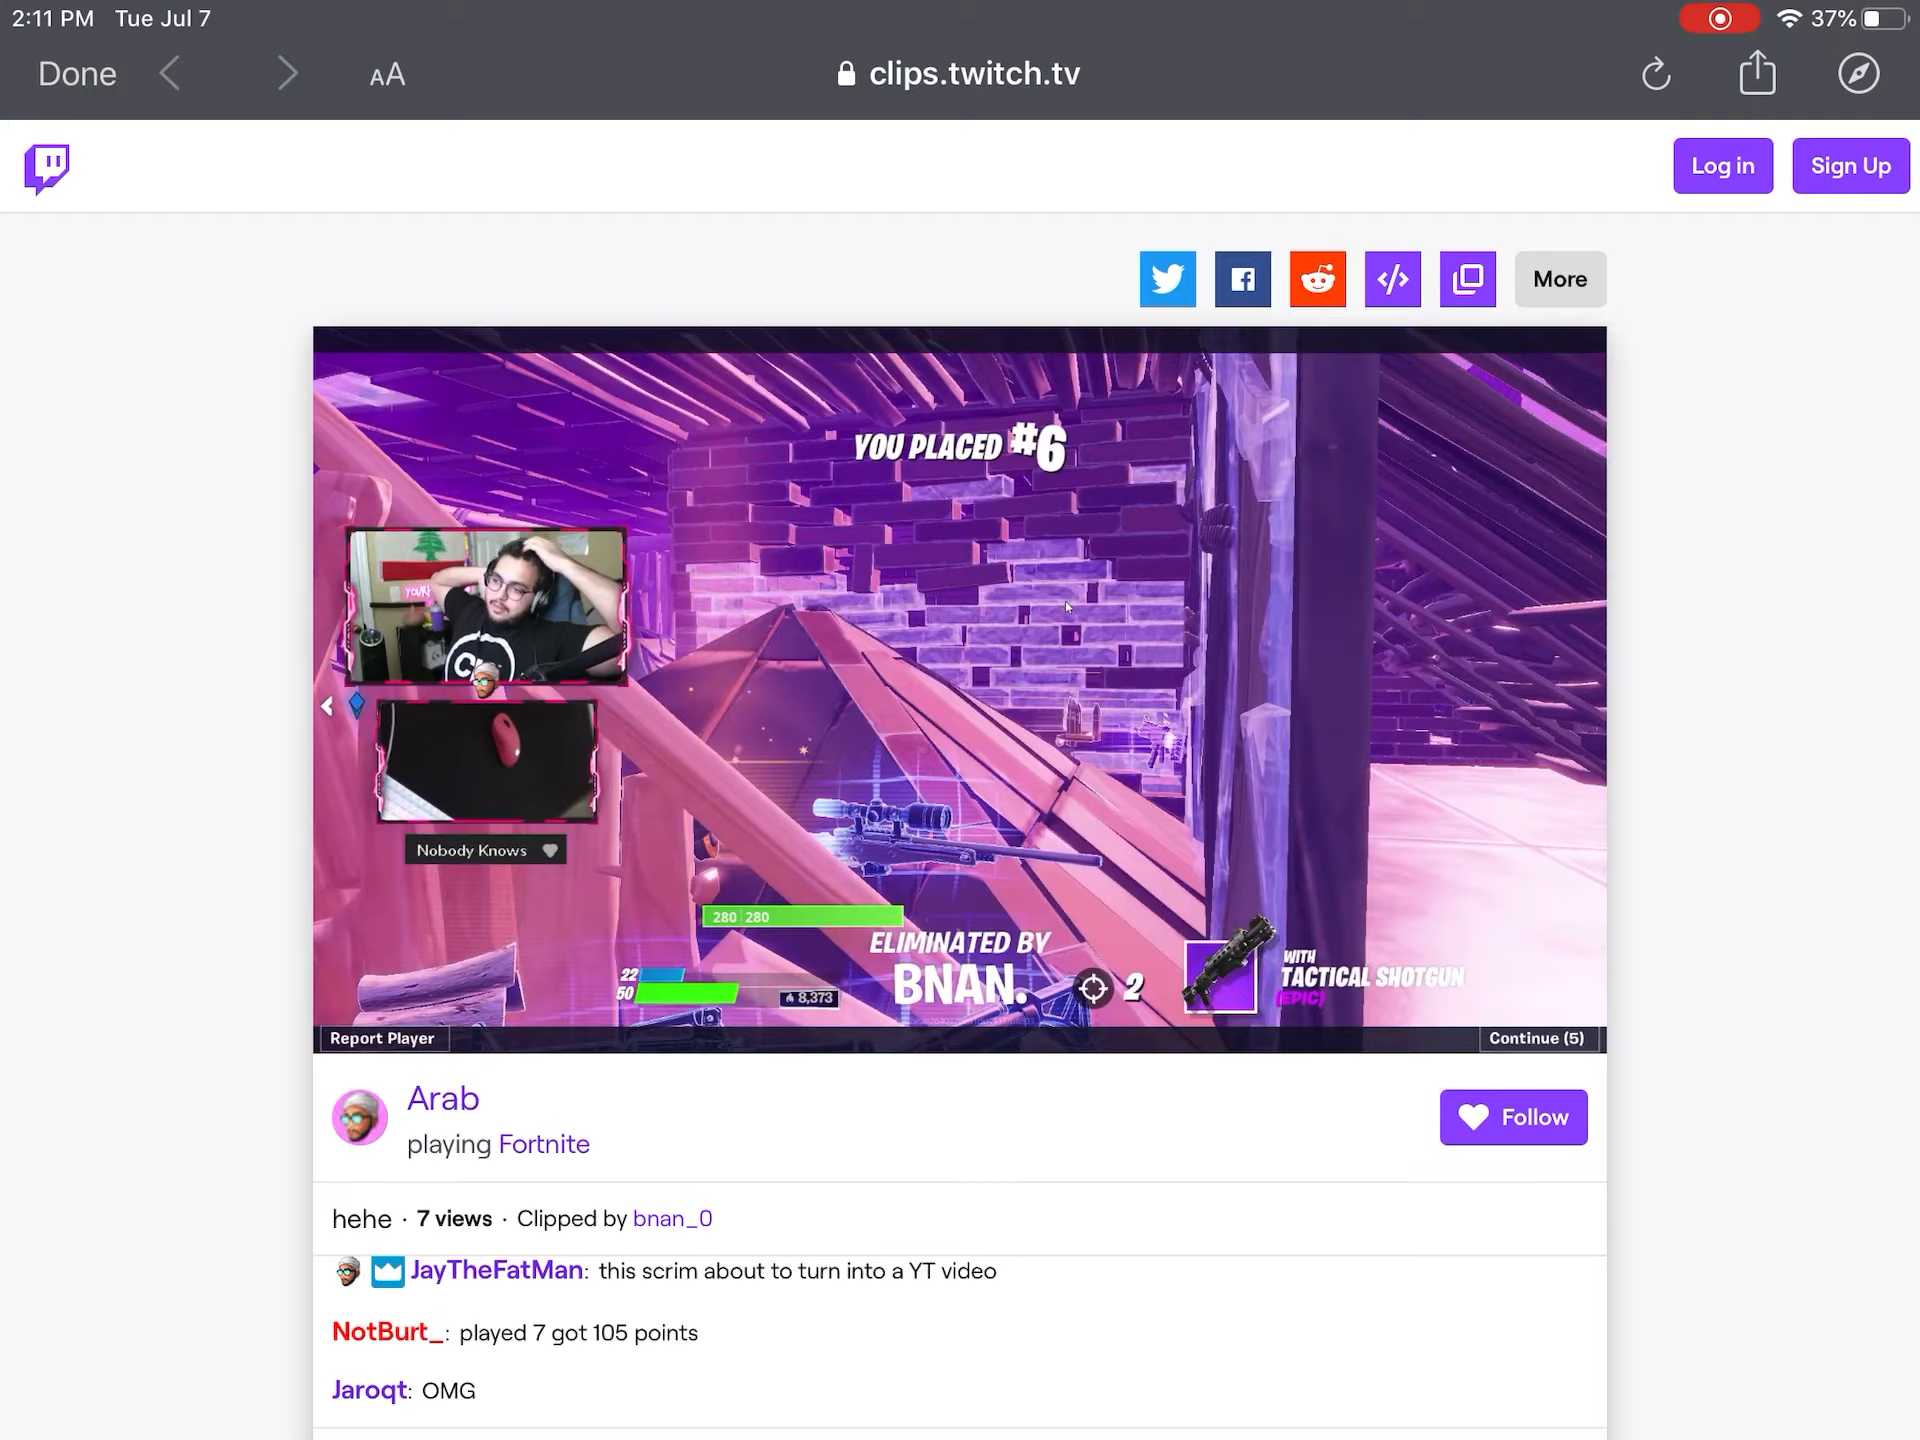 2:11 PM Tue Jul 7
37%
Done
AA
clips.twitch.tv
Log in
Sign Up
More
YOU PLACED #6
Nobody Knows
280 | 280
22
50
8,373
ELIMINATED BY
BNAN.
2
WITH
TACTICAL SHOTGUN
(EPIC)
Report Player
Continue (5)
Arab
playing Fortnite
Follow
hehe · 7 views · Clipped by bnan_0
JayTheFatMan: this scrim about to turn into a YT video
NotBurt_: played 7 got 105 points
Jaroqt: OMG